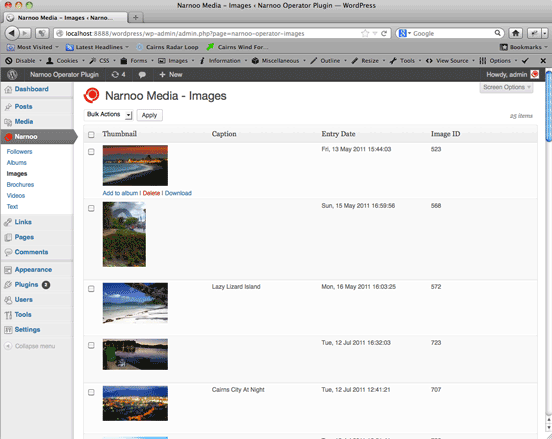 Narnoo Media – Images ‹ Narnoo Operator Plugin — WordPress
Narnoo Media – Images ‹ Narnoo...
localhost:8888/wordpress/wp-admin/admin.php?page=narnoo-operator-images
Google
Most Visited Latest Headlines Cairns Radar Loop Cairns Wind For... Bookmarks
Disable Cookies CSS Forms Images Information Miscellaneous Outline Resize Tools View Source Options
Narnoo Operator Plugin 4 + New Howdy, admin
Screen Options
Dashboard
Posts
Media
Narnoo
Followers
Albums
Images
Brochures
Videos
Text
Links
Pages
Comments
Appearance
Plugins
Users
Tools
Settings
Collapse menu
Narnoo Media - Images
Bulk Actions Apply
25 items
Thumbnail Caption Entry Date Image ID
Fri, 13 May 2011 15:44:03 523
Add to album | Delete | Download
Sun, 15 May 2011 16:59:56 568
Lazy Lizard Island Mon, 16 May 2011 16:03:25 572
Tue, 12 Jul 2011 16:32:03 723
Cairns City At Night Tue, 12 Jul 2011 12:41:21 707